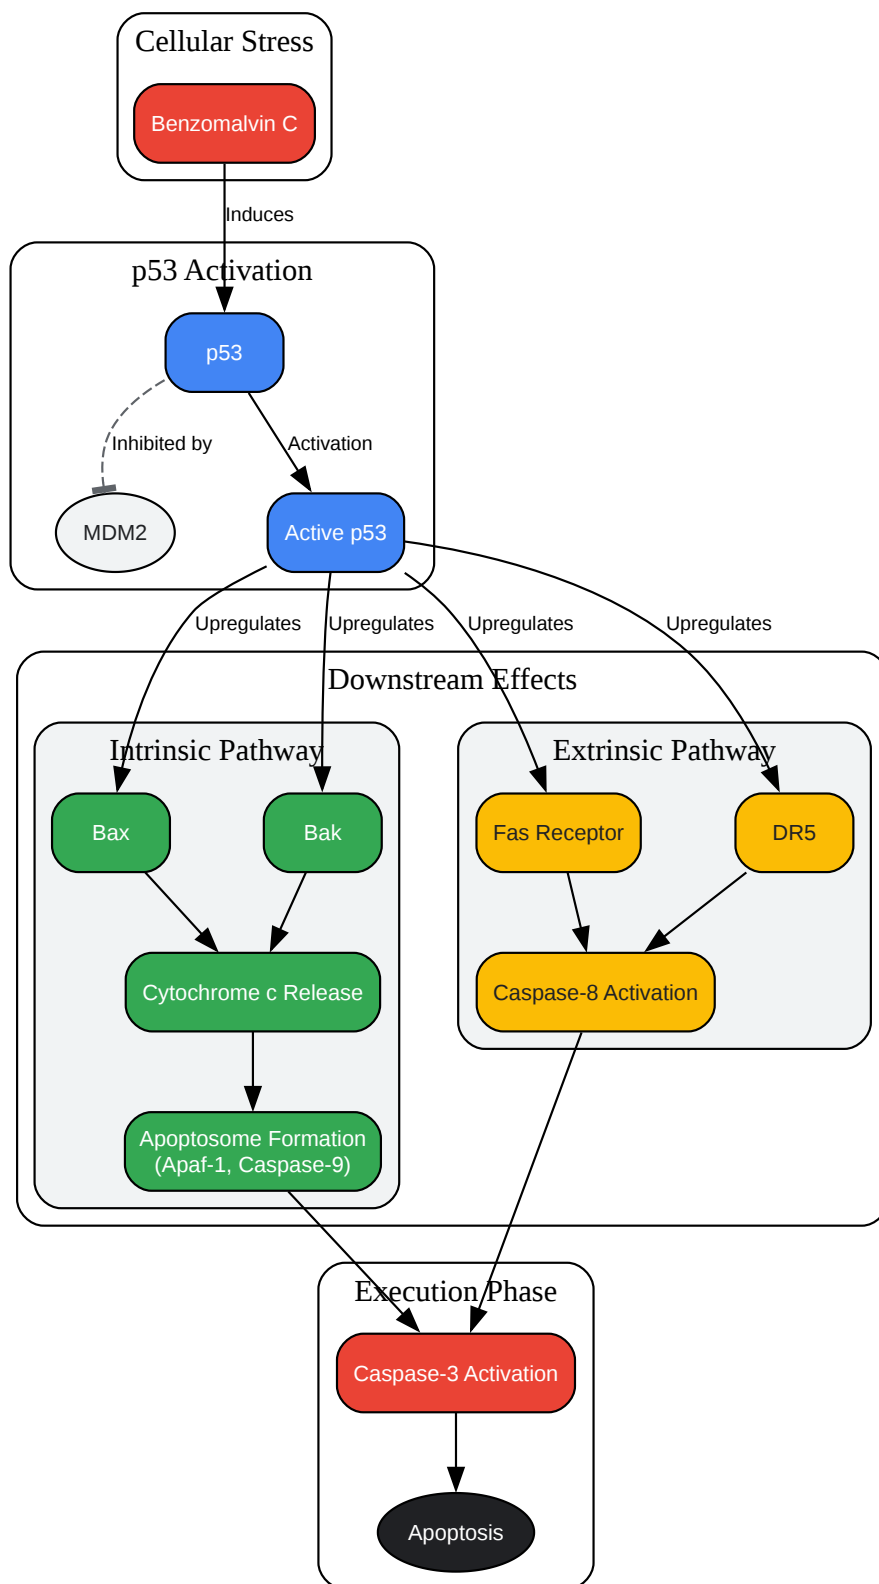 Cellular Stress
Benzomalvin C
Induces
p53 Activation
p53
Inhibited by
Activation
MDM2
Active p53
Upregulates
Upregulates
Upregulates
Upregulates
Downstream Effects
Intrinsic Pathway
Extrinsic Pathway
Bax
Bak
Fas Receptor
DR5
Cytochrome c Release
Caspase-8 Activation
Apoptosome Formation
(Apaf-1, Caspase-9)
Execution Phase
Caspase-3 Activation
Apoptosis